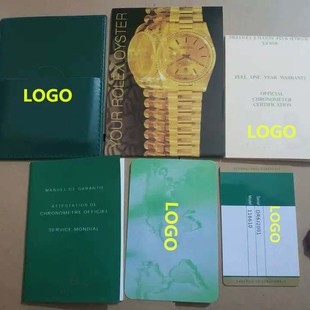 LOGO
YOUR ROLEX OYSTER
FULL ONE YEAR WARRANTY
OFFICIAL
CHRONOMETER
CERTIFICATION
LOGO
MANUEL DE GARANTIE
ATTESTATION DE
CHRONOMETRE OFFICIEL
SERVICE MONDIAL
LOGO
LOGO